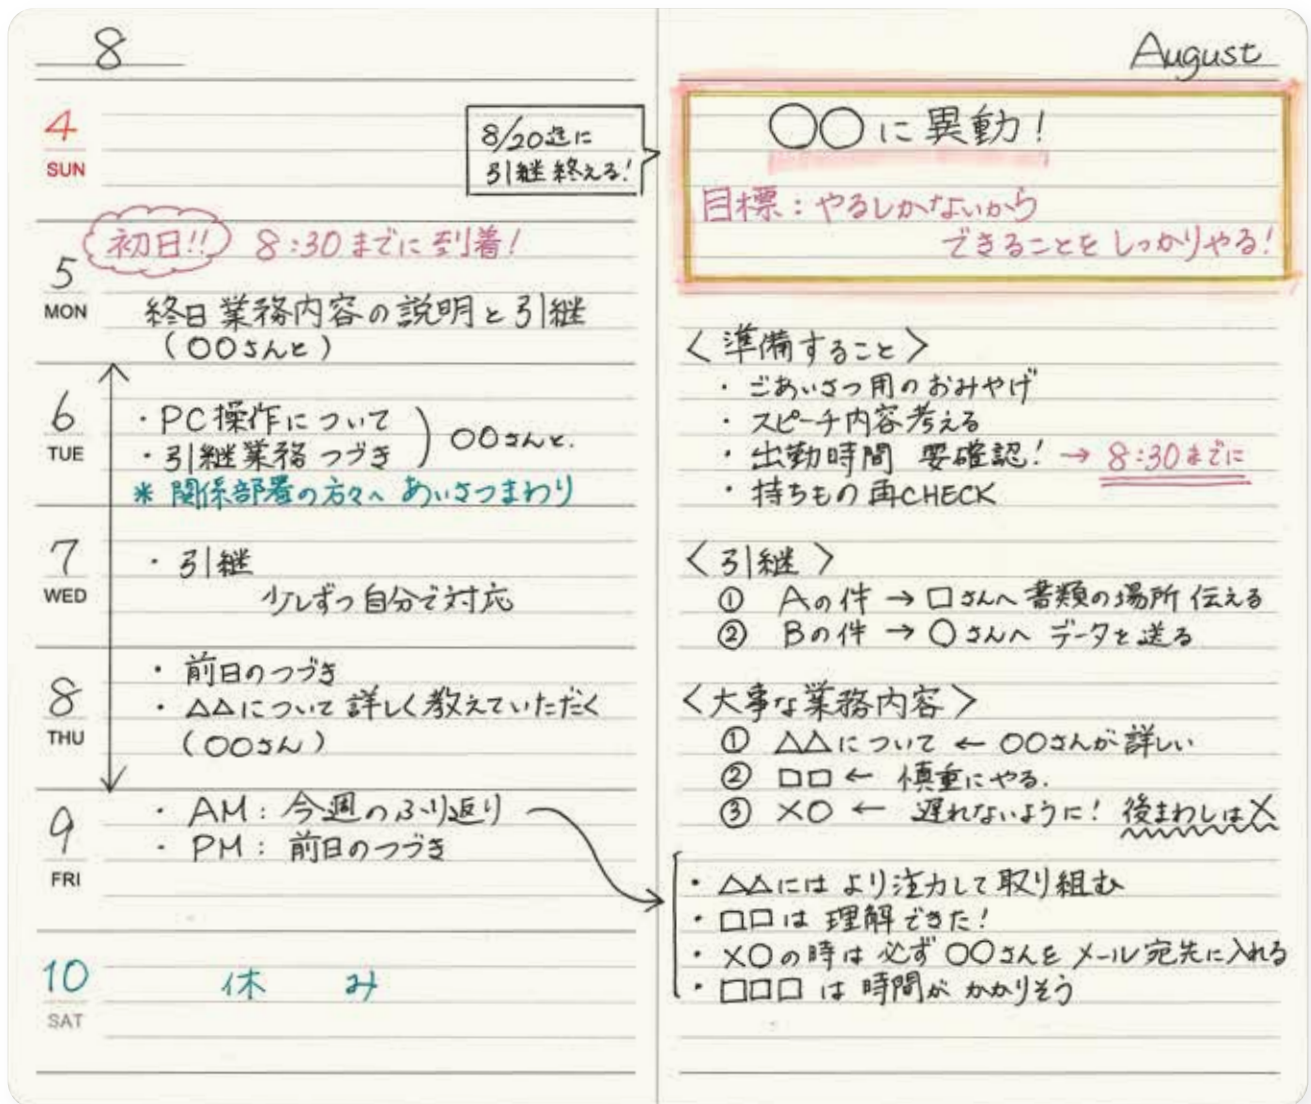 8
4
SUN
8/20迄に
引継終える!
初日!! 8:30までに到着!
5
MON
終日業務内容の説明と引継
(〇〇さんと)
6
TUE
・PC操作について
・引継業務つづき
〇〇さんと.
* 関係部署の方々へ あいさつまわり
7
WED
・引継
少しずつ自分で対応
8
THU
・前日のつづき
・△△について詳しく教えていただく
(〇〇さん)
9
FRI
・AM:今週のふり返り
・PM:前日のつづき
10
SAT
休 み
August
〇〇に異動!
目標:やるしかないから
できることをしっかりやる!
<準備すること>
・ごあいさつ用のおみやげ
・スピーチ内容考える
・出勤時間 要確認!→ 8:30までに
・持ちもの再CHECK
<引継>
① Aの件 → □さんへ 書類の場所伝える
② Bの件 → 〇さんへ データを送る
<大事な業務内容>
① △△について ← 〇〇さんが詳しい
② □□ ← 慎重にやる.
③ ×〇 ← 遅れないように! 後まわしは×
・△△には より注力して取り組む
・□□は 理解できた!
・×〇の時は 必ず〇〇さんを メール宛先に入れる
・□□□は 時間が かかりそう